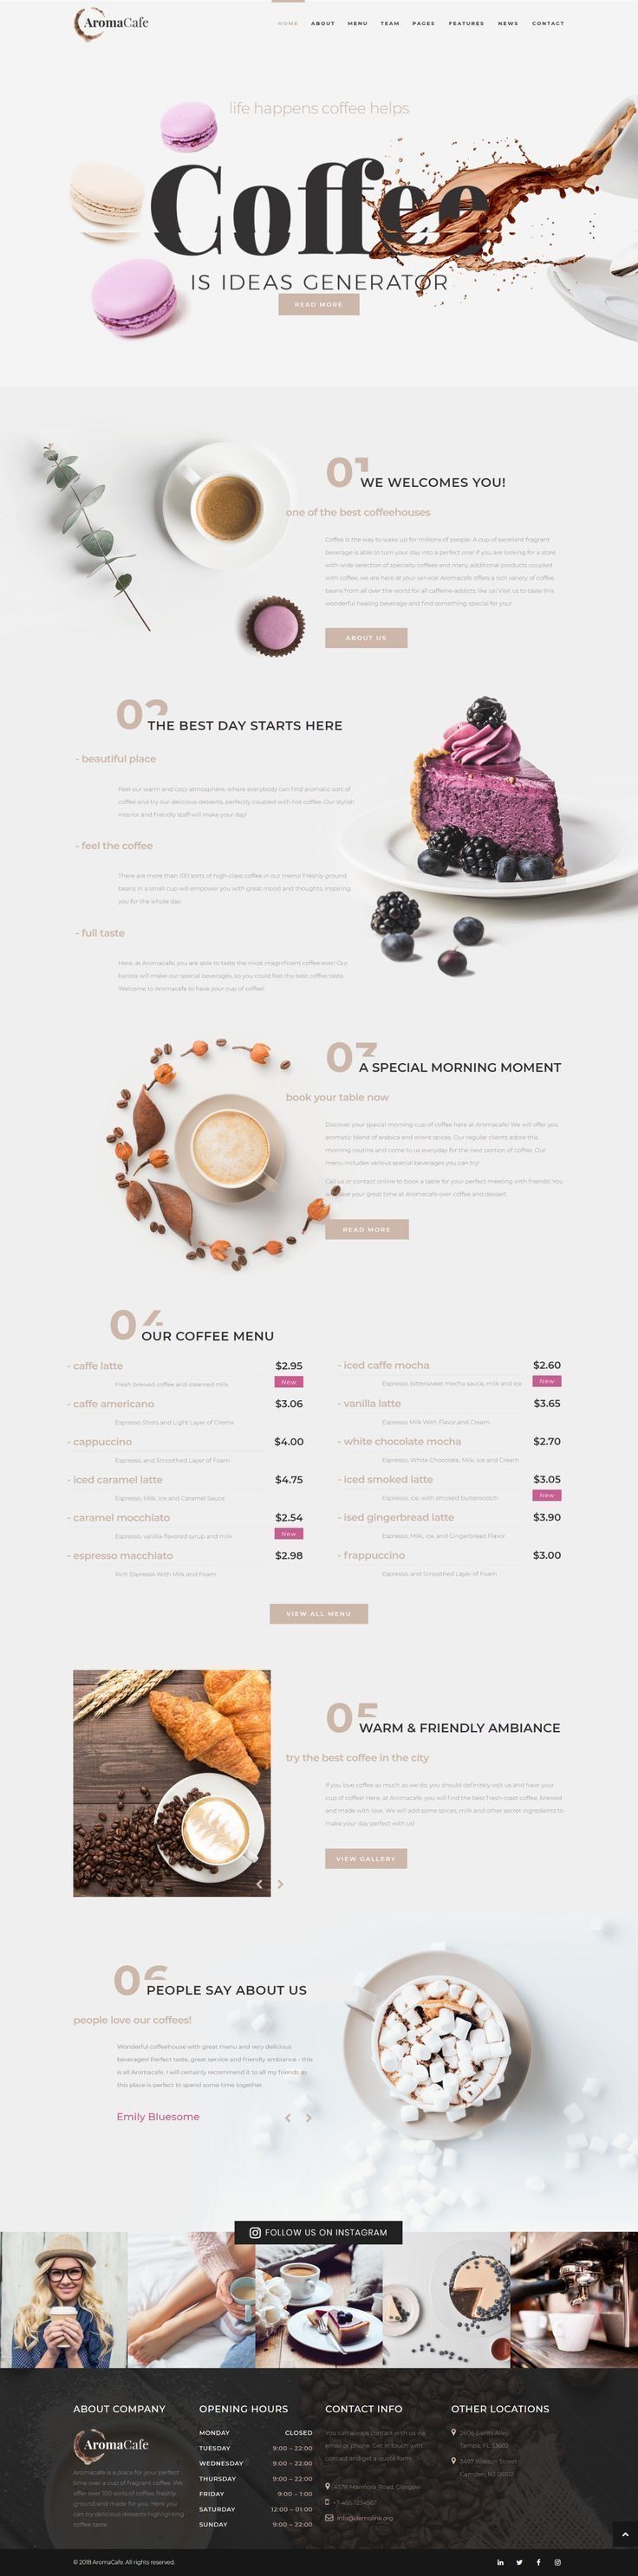 AromaCafe
HOME ABOUT MENU TEAM PAGES FEATURES NEWS CONTACT
life happens coffee helps
Coffee
IS IDEAS GENERATOR
READ MORE
01
WE WELCOMES YOU!
one of the best coffeehouses
Coffee is the way to wake up for millions of people. A cup of excellent fragrant
beverage is able to turn your day into a perfect one! If you are looking for a store
with wide selection of specialty coffees and many additional products coupled
with coffee, we are here at your service! Aromacafe offers a rich variety of coffee
beans from all over the world for all caffeine-addicts like us! Visit us to taste this
wonderful healing beverage and find something special for you!
ABOUT US
02
THE BEST DAY STARTS HERE
- beautiful place
Feel our warm and cozy atmosphere, where everybody can find aromatic sort of
coffee and try our delicious desserts, perfectly coupled with hot coffee. Our stylish
interior and friendly staff will make your day!
- feel the coffee
There are more than 100 sorts of high-class coffee in our menu! Freshly ground
beans in a small cup will empower you with great mood and thoughts, inspiring
you for the whole day.
- full taste
Here, at Aromacafe, you are able to taste the most magnificent coffee ever! Our
barista will make our special beverages, so you could feel the best coffee taste.
Welcome to Aromacafe to have your cup of coffee!
03
A SPECIAL MORNING MOMENT
book your table now
Discover your special morning cup of coffee here at Aromacafe! We will offer you
aromatic blend of arabica and orient spices. Our regular clients adore this
morning routine and come to us everyday for the next portion of coffee. Our
menu includes various special beverages you can try!
Call us or contact online to book a table for your perfect meeting with friends! You
your great time at Aromacafe over coffee and dessert.
READ MORE
04
OUR COFFEE MENU
- caffe latte $2.95
Fresh brewed coffee and steamed milk New
- caffe americano $3.06
Espresso Shots and Light Layer of Crema
- cappuccino $4.00
Espresso, and Smoothed Layer of Foam
- iced caramel latte $4.75
Espresso, Milk, Ice and Caramel Sauce
- caramel mocchiato $2.54
Espresso, vanilla-flavored syrup and milk New
- espresso macchiato $2.98
Rich Espresso With Milk and Foam
- iced caffe mocha $2.60
Espresso, bittersweet mocha sauce, milk and ice New
- vanilla latte $3.65
Espresso Milk With Flavor,and Cream
- white chocolate mocha $2.70
Espresso, White Chocolate, Milk, Ice and Cream
- iced smoked latte $3.05
Espresso, ice, with smoked butterscotch New
- ised gingerbread latte $3.90
Espresso, Milk, Ice, and Gingerbread Flavor
- frappuccino $3.00
Espresso, and Smoothed Layer of Foam
VIEW ALL MENU
05
WARM & FRIENDLY AMBIANCE
try the best coffee in the city
If you love coffee as much as we do, you should definitely visit us and have your
cup of coffee! Here, at Aromacafe, you will find the best fresh-roast coffee, brewed
and made with love. We will add some spices, milk and other secret ingredients to
make your day perfect with us!
VIEW GALLERY
06
PEOPLE SAY ABOUT US
people love our coffees!
Wonderful coffeehouse with great menu and very delicious
beverages! Perfect taste, great service and friendly ambiance - this
is all Aromacafe. I will certainly recommend it to all my friends as
this place is perfect to spend some time together.
Emily Bluesome
FOLLOW US ON INSTAGRAM
ABOUT COMPANY
AromaCafe
Aromacafe is a place for your perfect
time over a cup of fragrant coffee. We
offer over 100 sorts of coffee, freshly
ground and made for you. Here you
can try delicious desserts highlighting
coffee taste.
OPENING HOURS
MONDAY CLOSED
TUESDAY 9:00 – 22:00
WEDNESDAY 9:00 – 22:00
THURSDAY 9:00 – 22:00
FRIDAY 9:00 – 1:00
SATURDAY 12:00 – 01:00
SUNDAY 9:00 – 22:00
CONTACT INFO
You can always contact with us via
email or phone. Get in touch with
contact and get a quote form.
4578 Marmora Road, Glasgow
info@demolink.org
OTHER LOCATIONS
2606 Saints Alley
Tampa, FL 33602
3497 Watson Street
Camden, NJ 08102
© 2018 AromaCafe. All rights reserved.